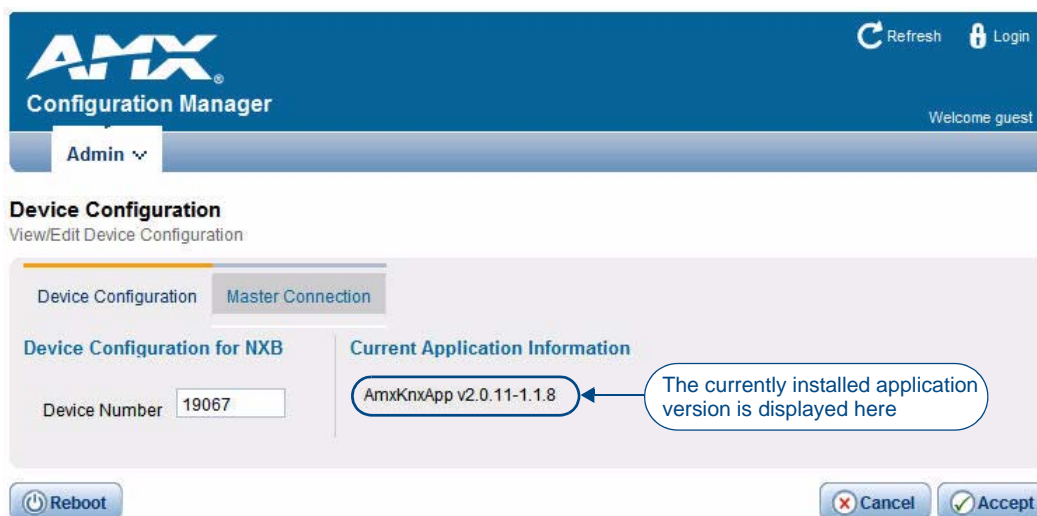 Refresh Login
AMX®
Configuration Manager
Welcome guest
Admin
Device Configuration
View/Edit Device Configuration
Device Configuration Master Connection
Device Configuration for NXB
Device Number 19067
Current Application Information
AmxKnxApp v2.0.11-1.1.8
The currently installed application
version is displayed here
Reboot Cancel Accept